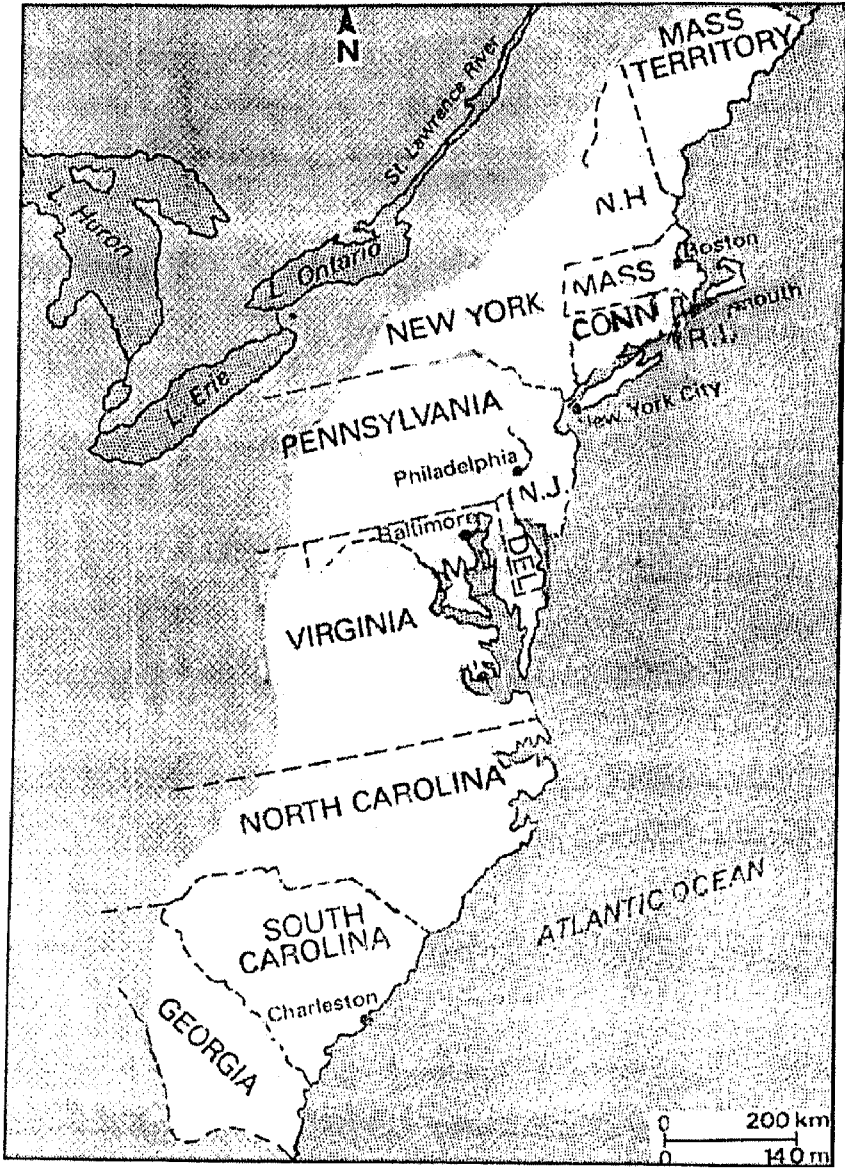 MASS
TERRITORY
N
St. Lawrance River
Huron
L. Ontario
N.H
Boston
MASS
NEW YORK
CONN
R.I.
L. Erie
New York City
PENNSYLVANIA
Philadelphia
N.J.
Baltimore
M
DEL
VIRGINIA
NORTH CAROLINA
ATLANTIC OCEAN
SOUTH
CAROLINA
Charleston
GEORGIA
0 200 km
0 140 m